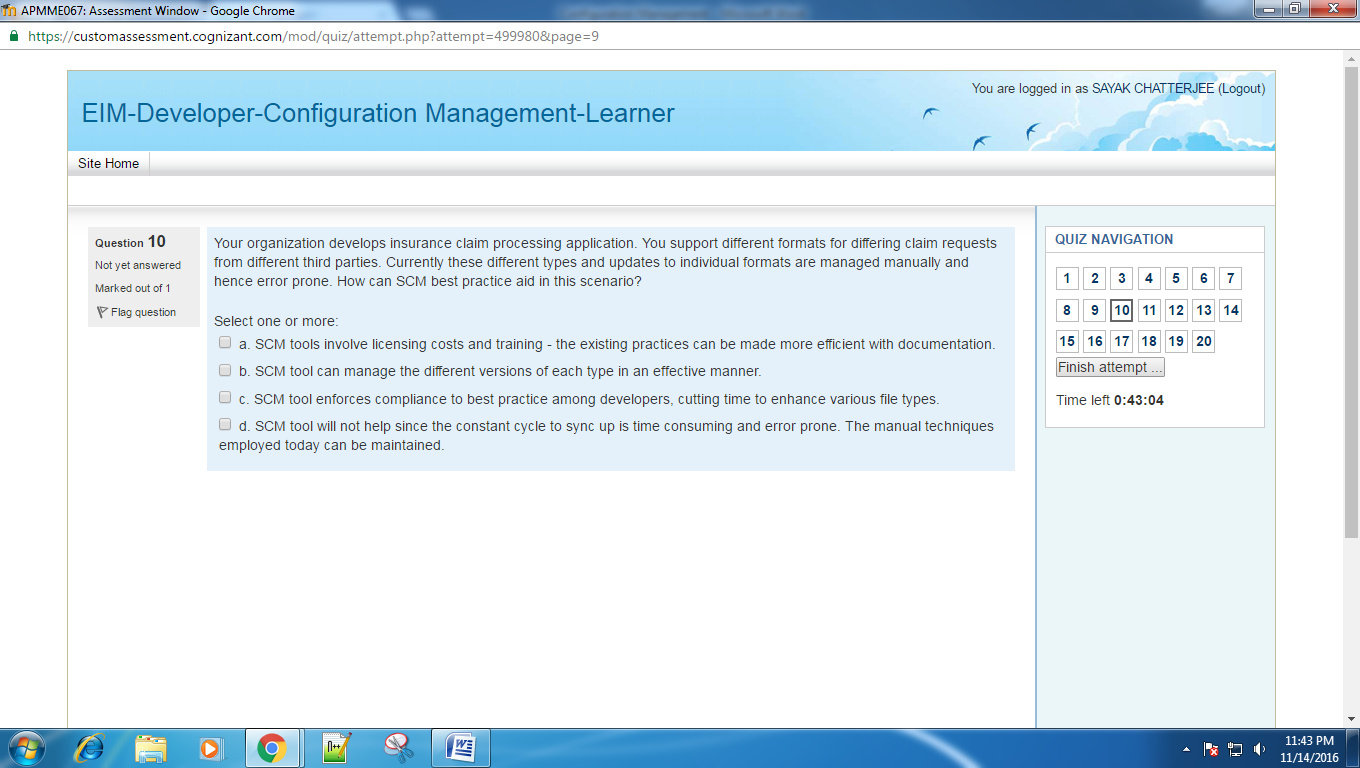 APMME067: Assessment Window - Google Chrome
https://customassessment.cognizant.com/mod/quiz/attempt.php?attempt=499980&page=9
You are logged in as SAYAK CHATTERJEE (Logout)
EIM-Developer-Configuration Management-Learner
Site Home
Question 10
Not yet answered
Marked out of 1
Flag question
Your organization develops insurance claim processing application. You support different formats for differing claim requests
from different third parties. Currently these different types and updates to individual formats are managed manually and
hence error prone. How can SCM best practice aid in this scenario?
Select one or more:
a. SCM tools involve licensing costs and training - the existing practices can be made more efficient with documentation.
b. SCM tool can manage the different versions of each type in an effective manner.
c. SCM tool enforces compliance to best practice among developers, cutting time to enhance various file types.
d. SCM tool will not help since the constant cycle to sync up is time consuming and error prone. The manual techniques
employed today can be maintained.
QUIZ NAVIGATION
1 2 3 4 5 6 7
8 9 10 11 12 13 14
15 16 17 18 19 20
Finish attempt ...
Time left 0:43:04
11:43 PM
11/14/2016